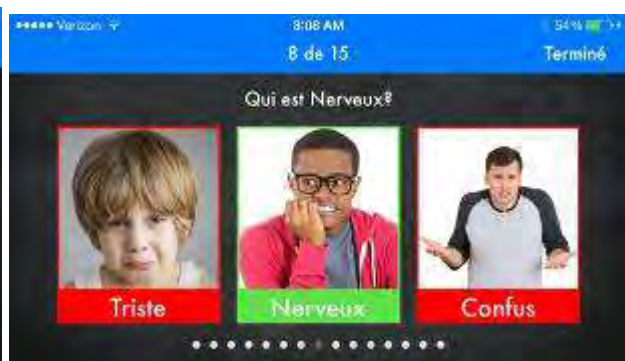 Verizon 8:08 AM 54%
8 de 15 Terminé
Qui est Nerveux?
Triste Nerveux Confus